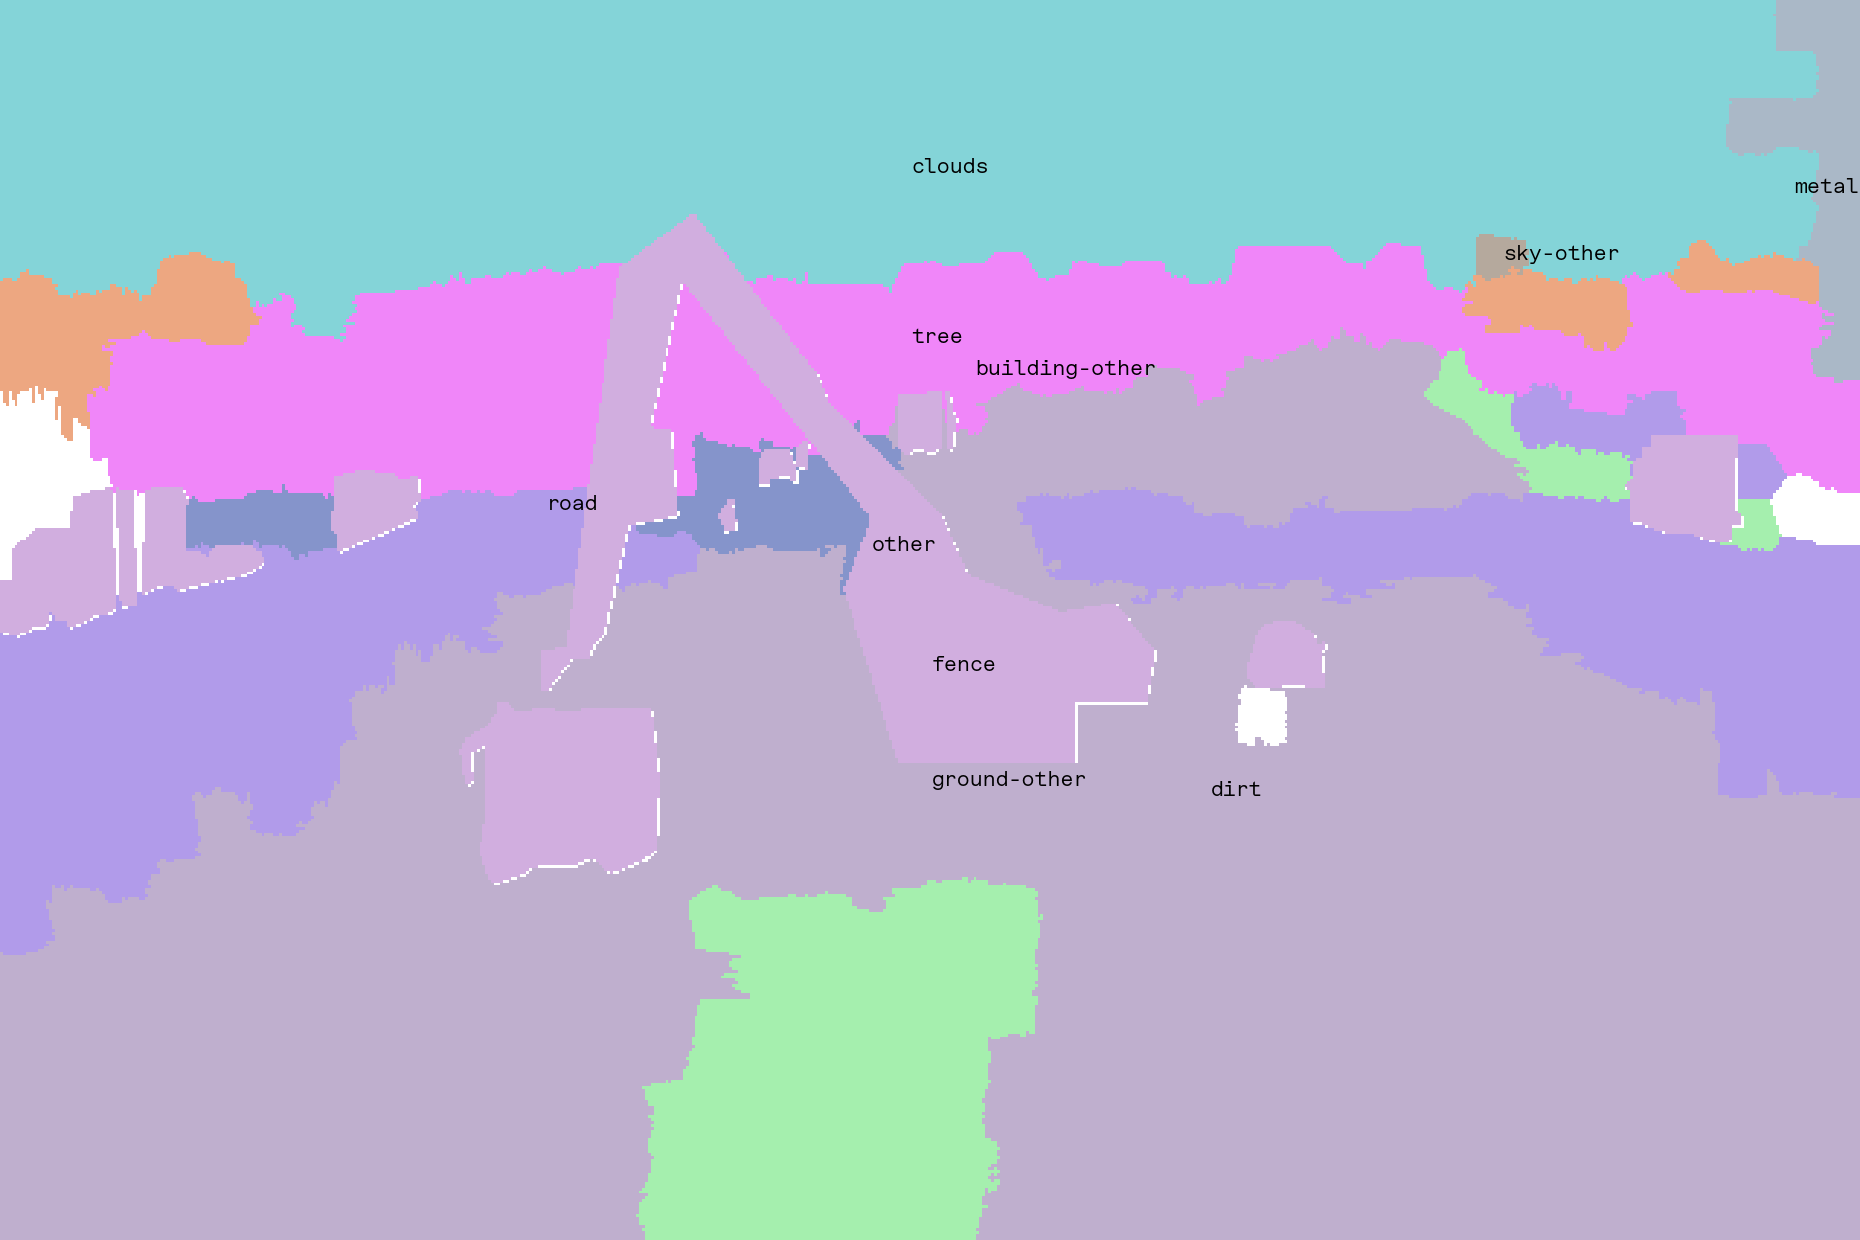 clouds
metal
sky-other
tree
building-other
road
other
fence
ground-other
dirt